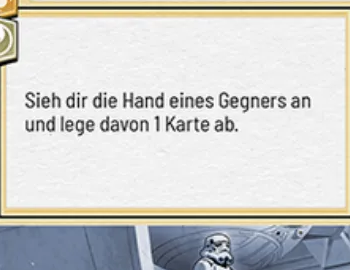 Sieh dir die Hand eines Gegners an
und lege davon 1 Karte ab.